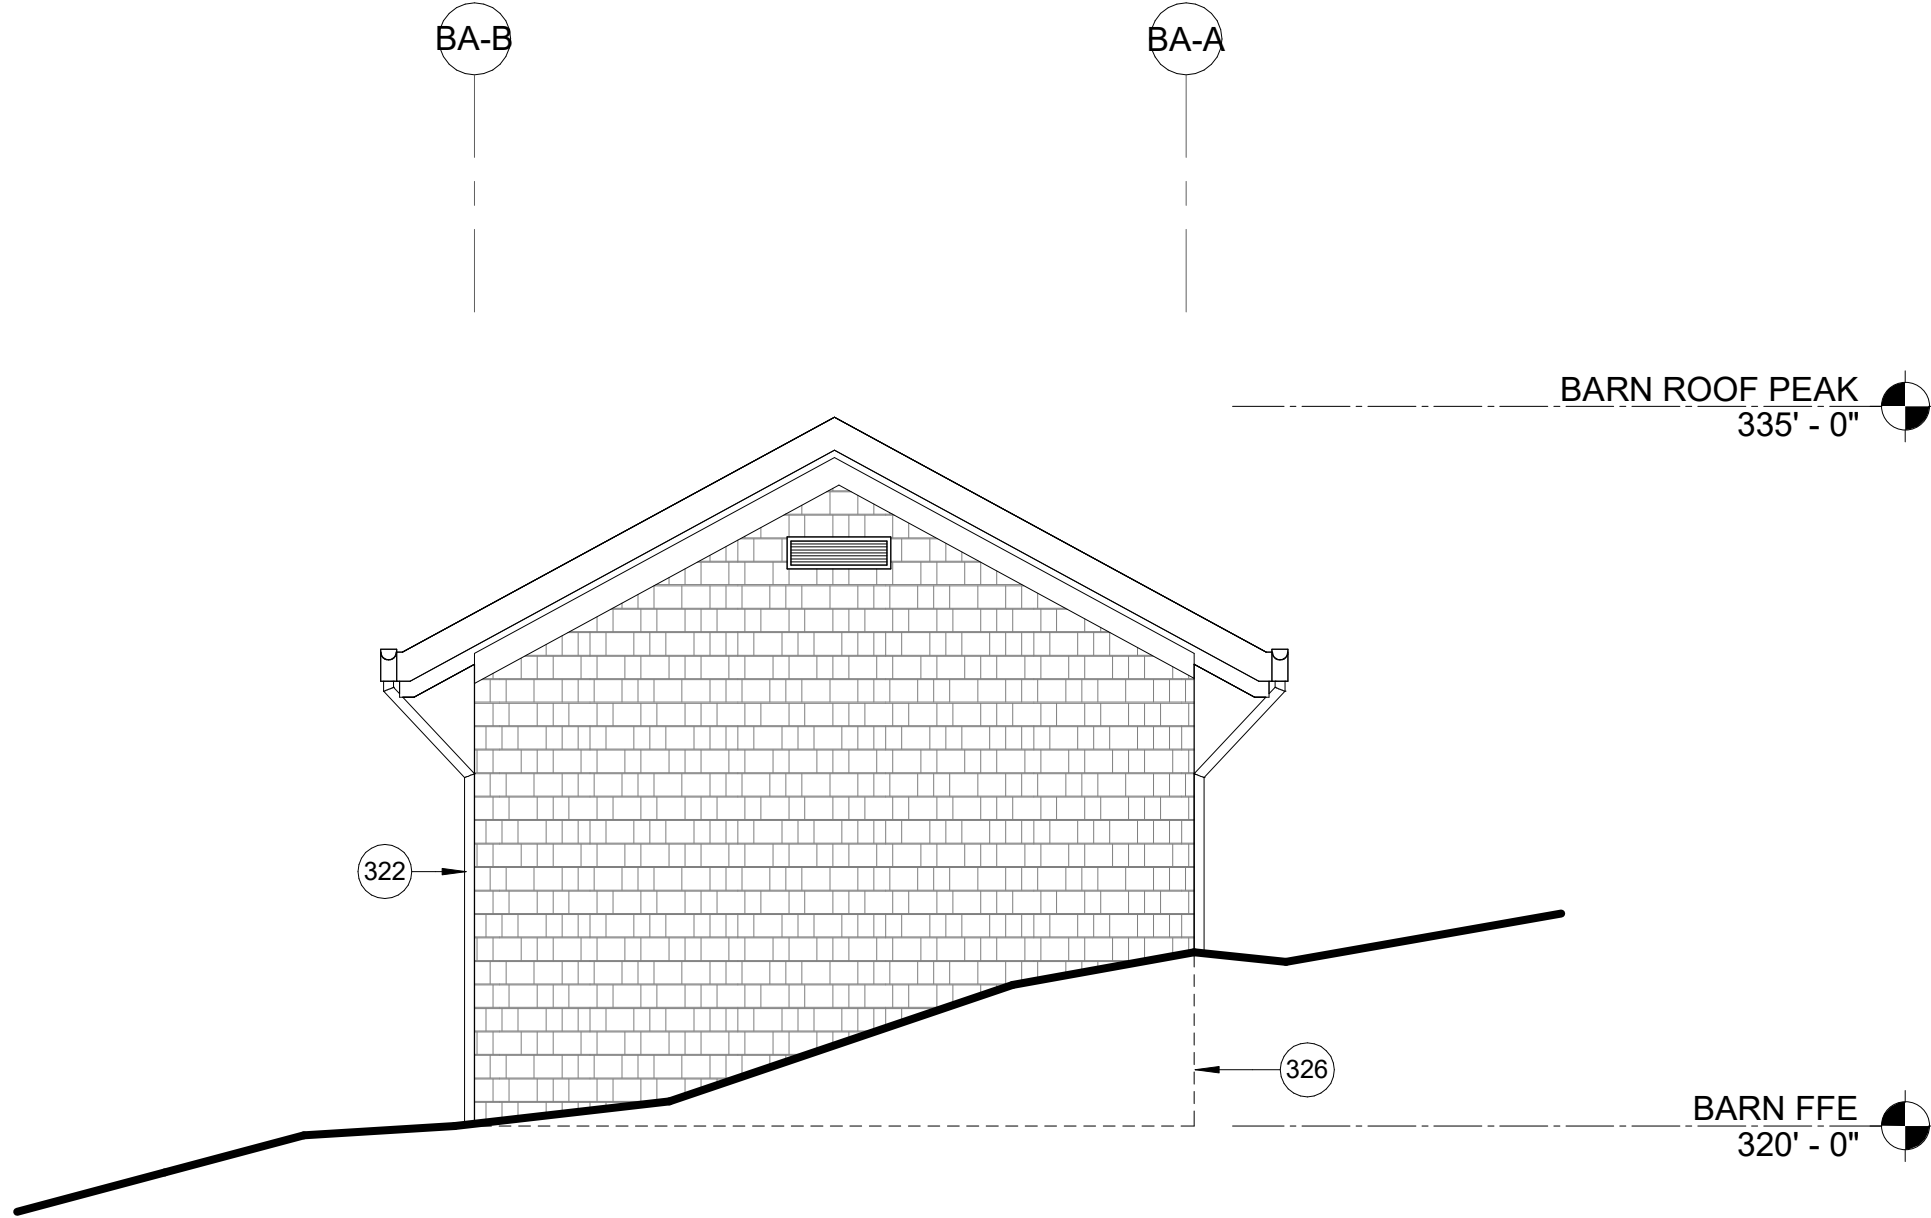 BA-B
BA-A
BARN ROOF PEAK
335' - 0"
322
326
BARN FFE
320' - 0"